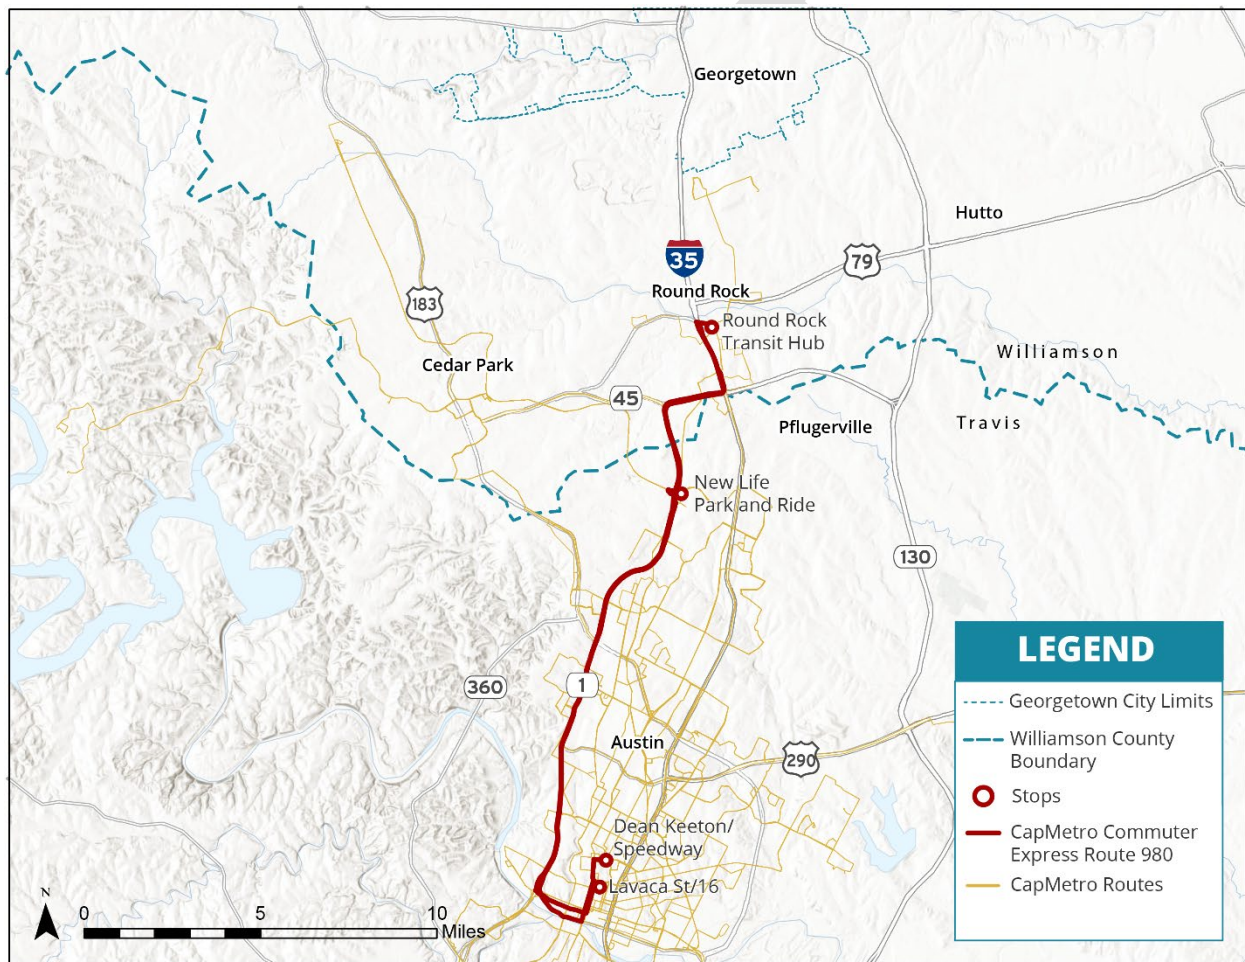 Georgetown
Hutto
35
79
Round Rock
183
Round Rock
Transit Hub
Williamson
Cedar Park
45
Travis
Pflugerville
New Life
Park and Ride
130
360
1
Austin
290
Dean Keeton/
Speedway
Lavaca St/16
N
0 5 10
Miles
LEGEND
Georgetown City Limits
Williamson County
Boundary
Stops
CapMetro Commuter
Express Route 980
CapMetro Routes